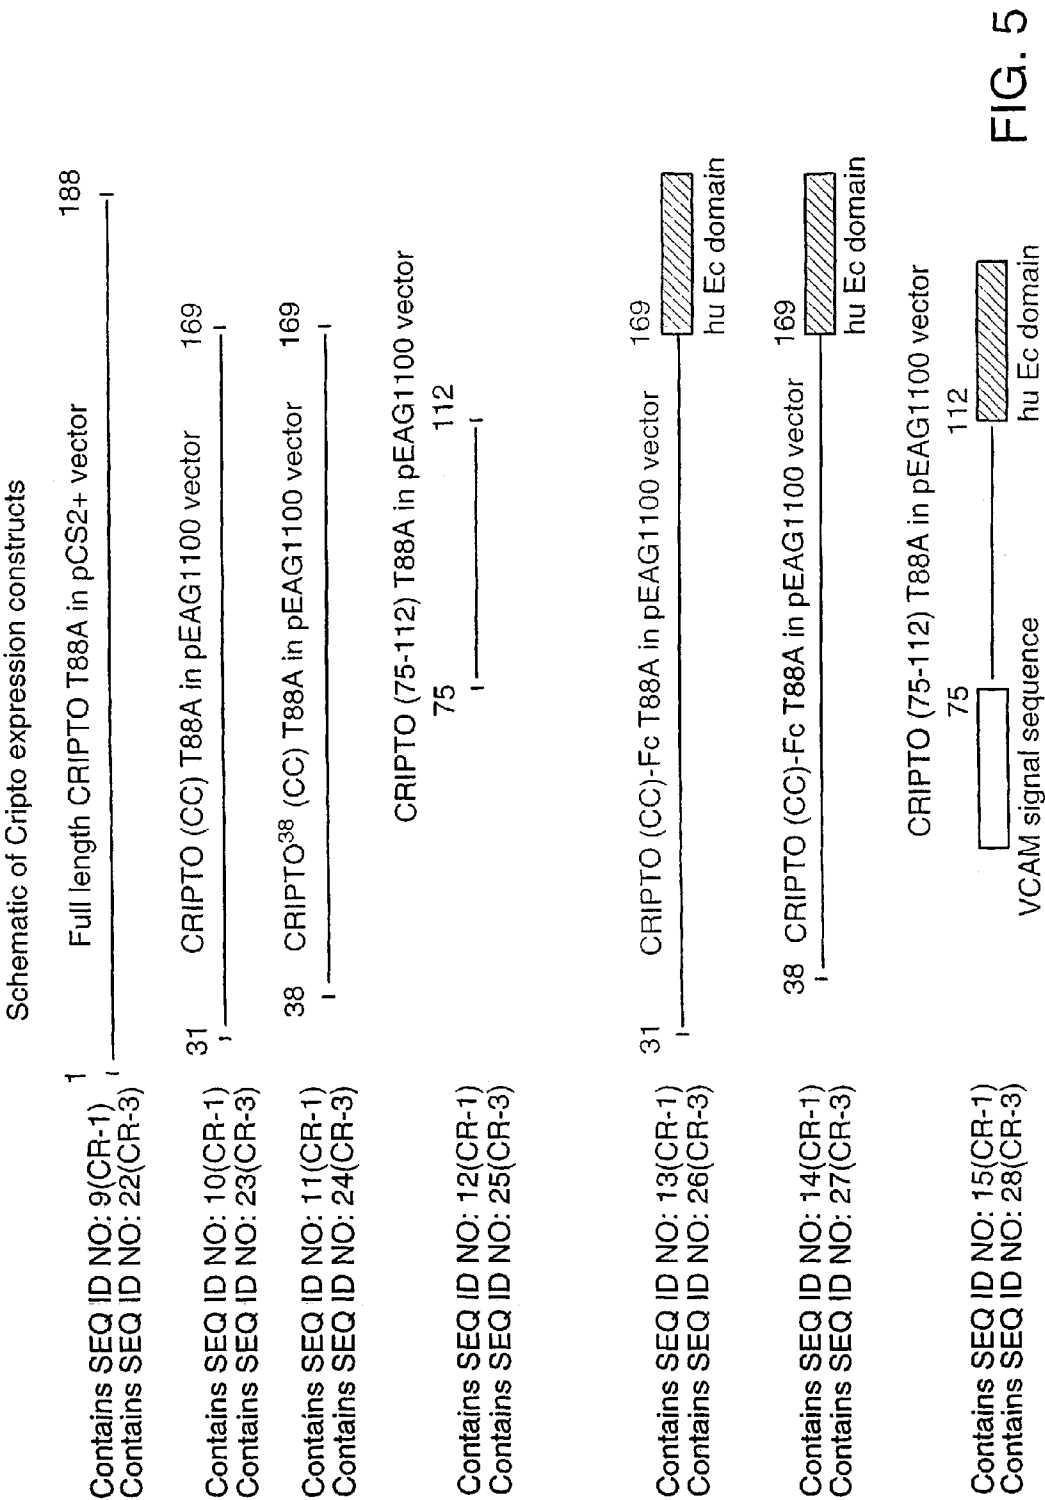 Schematic of Cripto expression constructs
1
188
Full length CRIPTO T88A in pCS2+ vector
Contains SEQ ID NO: 9(CR-1)
Contains SEQ ID NO: 22(CR-3)
31
CRIPTO (CC) T88A in pEAG1100 vector
169
Contains SEQ ID NO: 10(CR-1)
Contains SEQ ID NO: 23(CR-3)
38
CRIPTO³⁸ (CC) T88A in pEAG1100 vector
169
Contains SEQ ID NO: 11(CR-1)
Contains SEQ ID NO: 24(CR-3)
CRIPTO (75-112) T88A in pEAG1100 vector
75
112
Contains SEQ ID NO: 12(CR-1)
Contains SEQ ID NO: 25(CR-3)
31
CRIPTO (CC)-Fc T88A in pEAG1100 vector
169
hu Ec domain
Contains SEQ ID NO: 13(CR-1)
Contains SEQ ID NO: 26(CR-3)
38
CRIPTO (CC)-Fc T88A in pEAG1100 vector
169
hu Ec domain
Contains SEQ ID NO: 14(CR-1)
Contains SEQ ID NO: 27(CR-3)
CRIPTO (75-112) T88A in pEAG1100 vector
75
112
VCAM signal sequence
hu Ec domain
Contains SEQ ID NO: 15(CR-1)
Contains SEQ ID NO: 28(CR-3)
FIG. 5